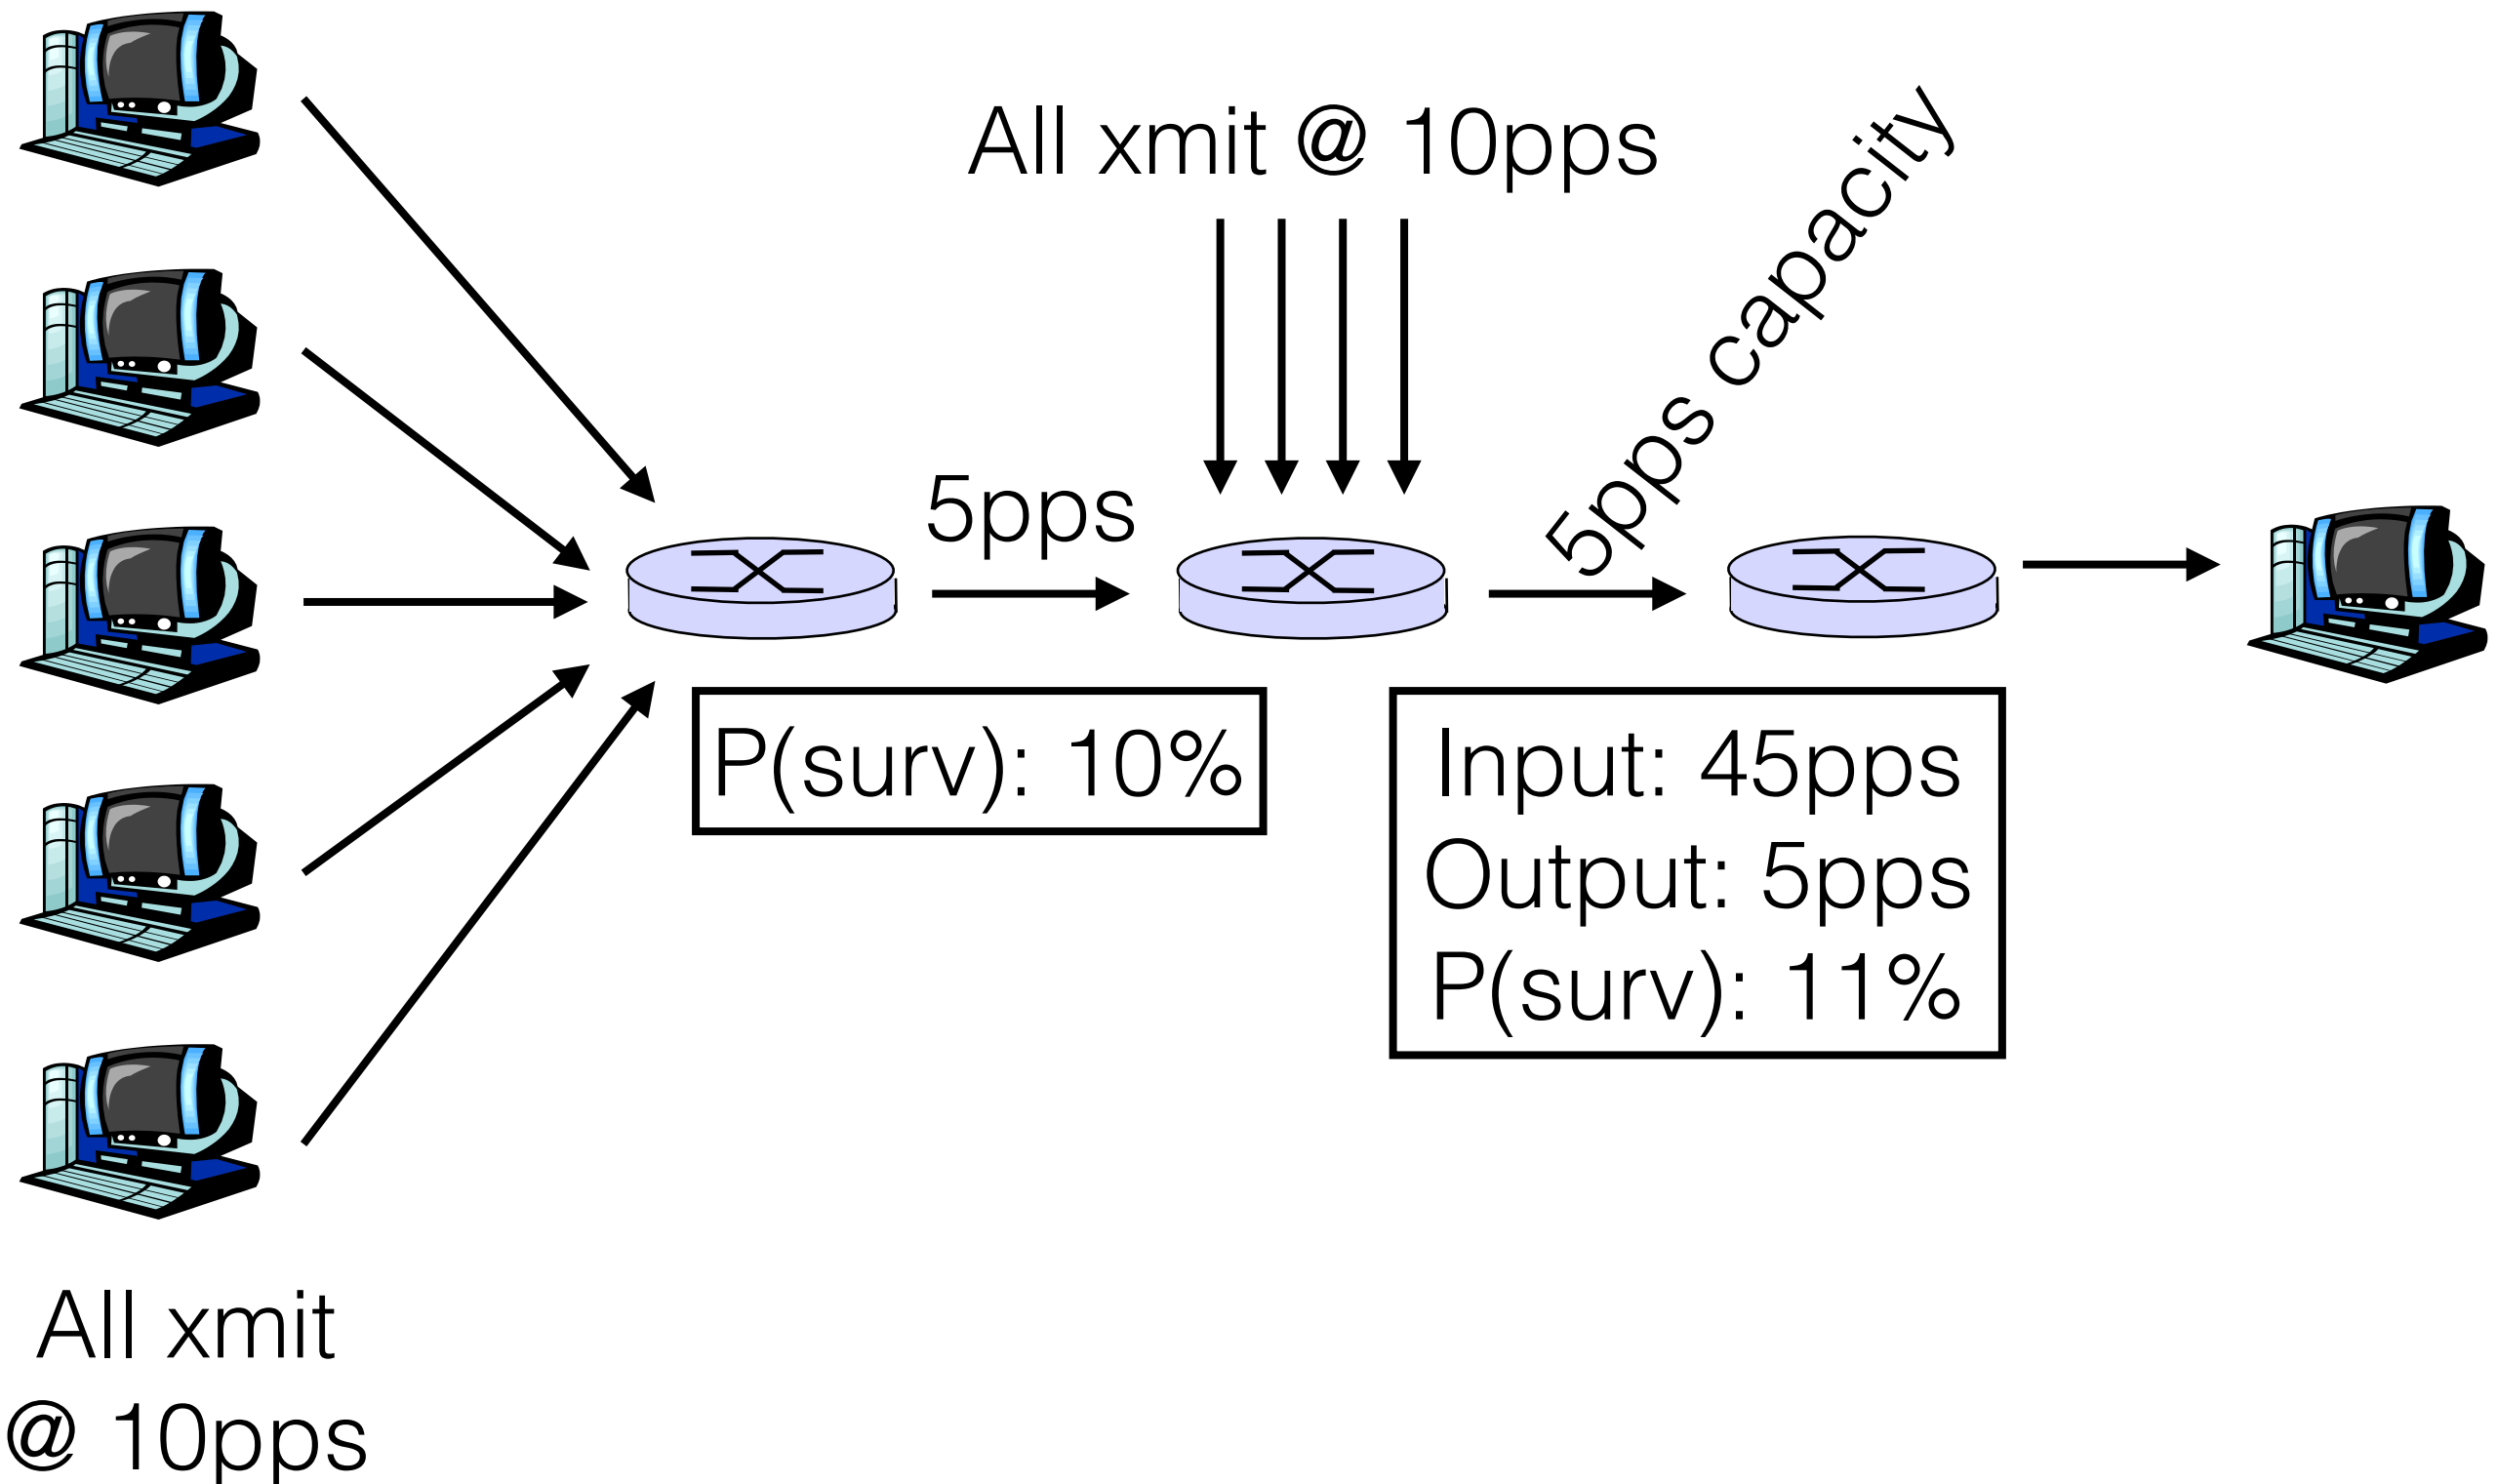 All xmit @ 10pps
5pps capacity
5pps
P(surv): 10%
Input: 45pps
Output: 5pps
P(surv): 11%
All xmit
@ 10pps